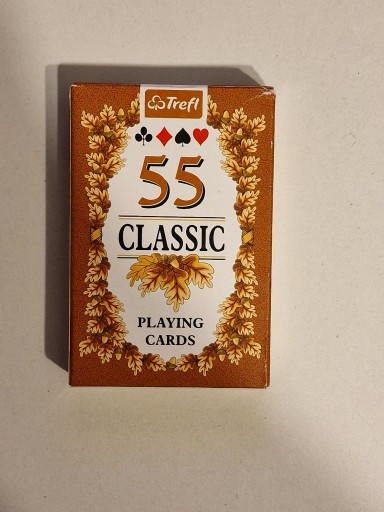 Trefl
55
CLASSIC
PLAYING
CARDS